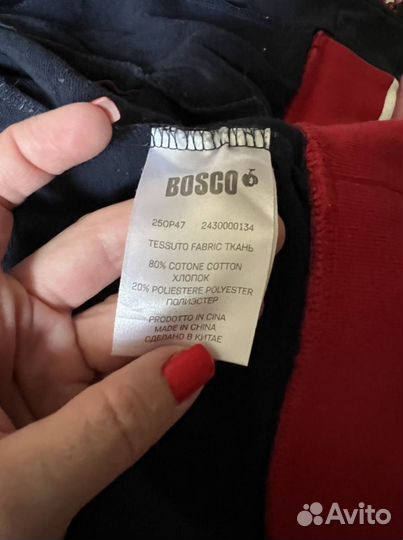 BOSCO
25OP47 2430000134
TESSUTO FABRIC ТКАНЬ
80% COTONE COTTON
ХЛОПОК
20% POLIESTERE POLYESTER
ПОЛИЭСТЕР
PRODOTTO IN CINA
MADE IN CHINA
СДЕЛАНО В КИТАЕ
Avito